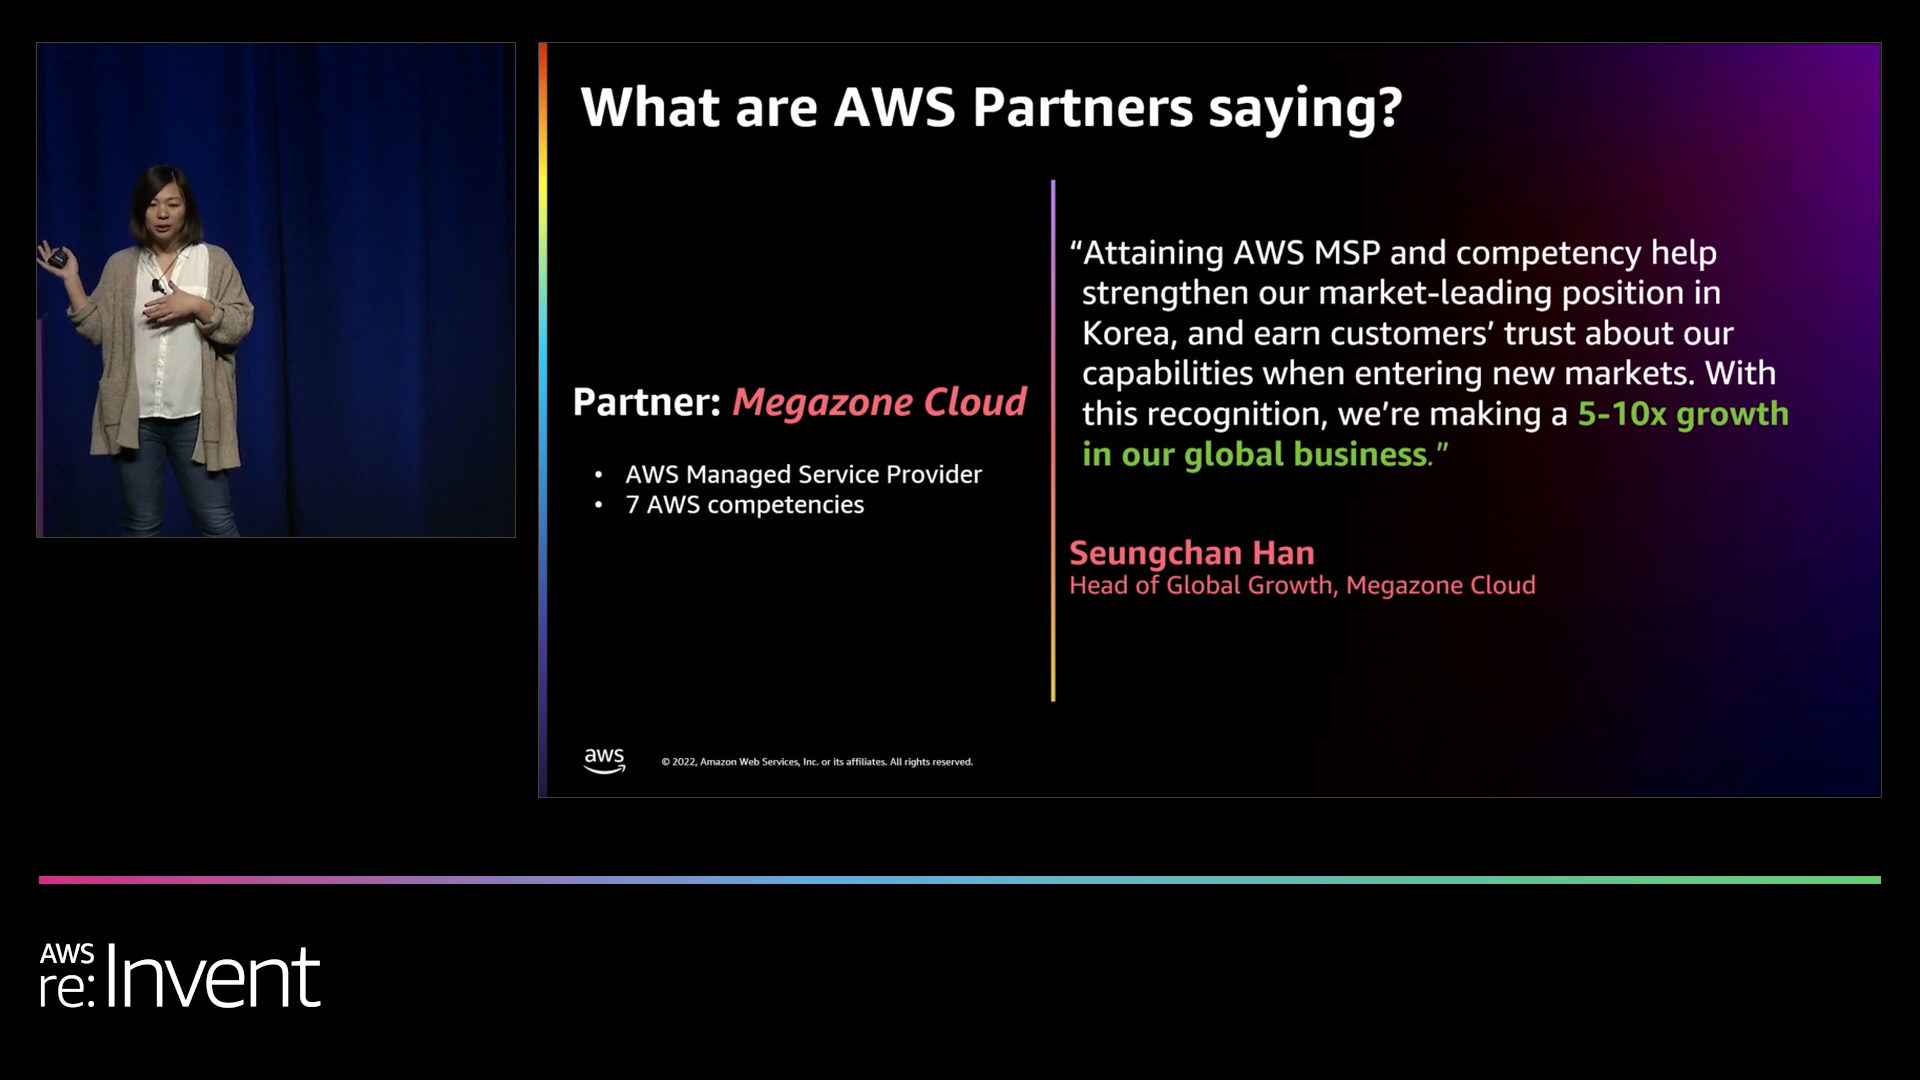 What are AWS Partners saying?
Partner: Megazone Cloud
• AWS Managed Service Provider
• 7 AWS competencies
“Attaining AWS MSP and competency help
strengthen our market-leading position in
Korea, and earn customers’ trust about our
capabilities when entering new markets. With
this recognition, we’re making a 5-10x growth
in our global business.”
Seungchan Han
Head of Global Growth, Megazone Cloud
aws
© 2022, Amazon Web Services, Inc. or its affiliates. All rights reserved.
AWS
re:Invent